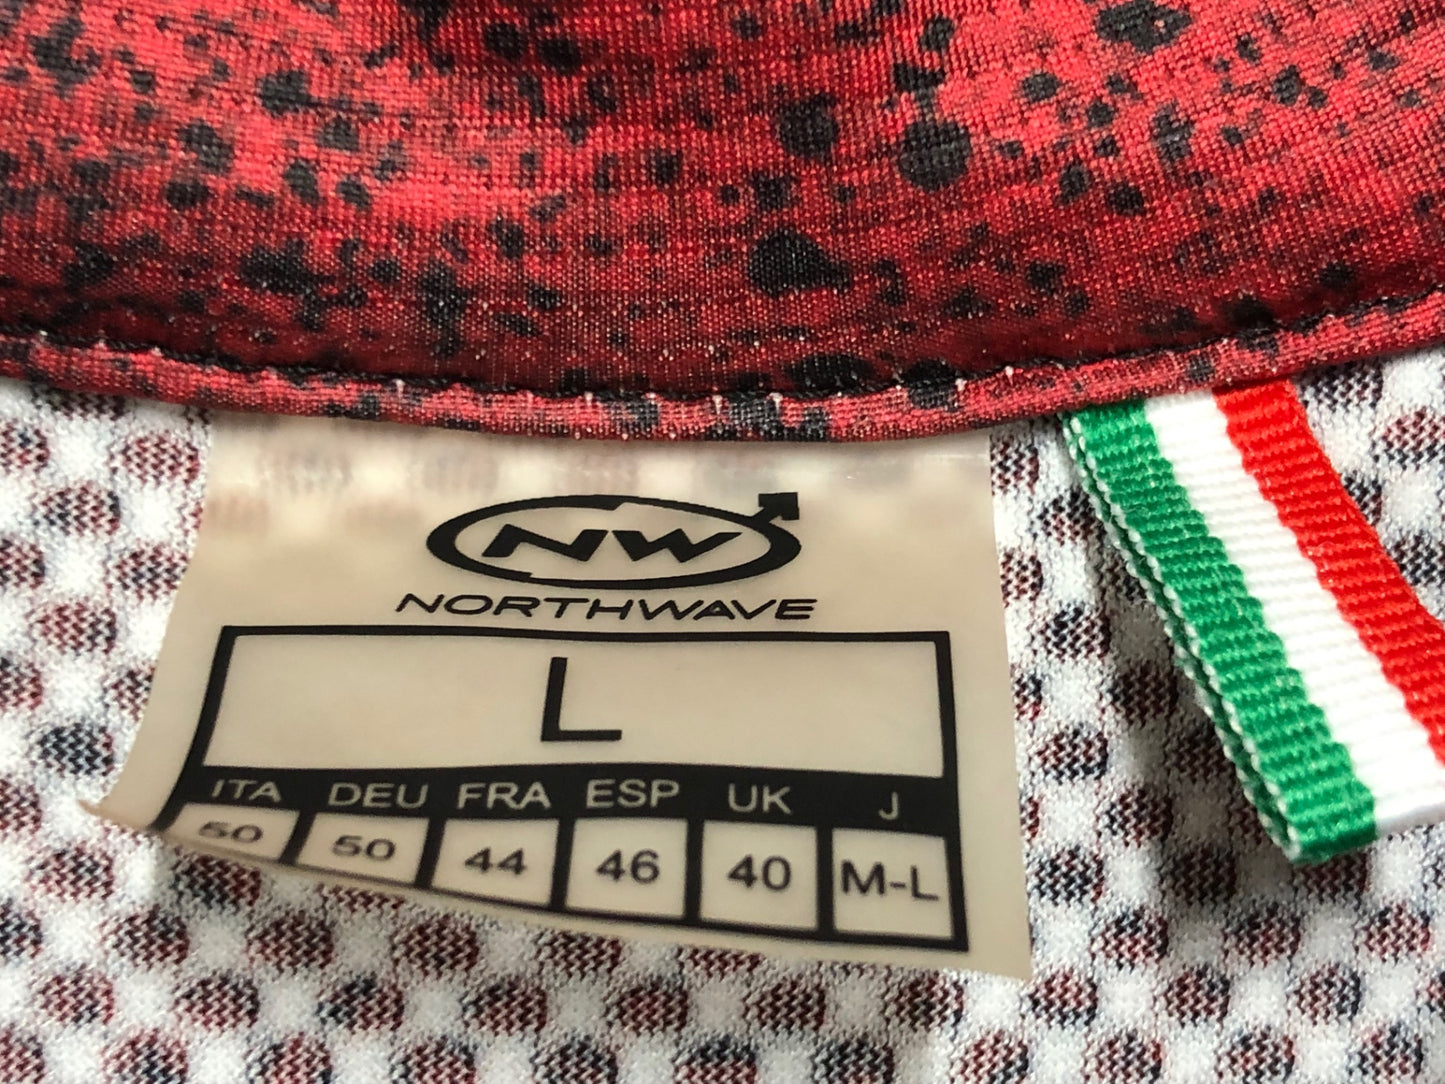 NW
NORTHWAVE
L
ITA DEU FRA ESP UK J
50 50 44 46 40 M-L